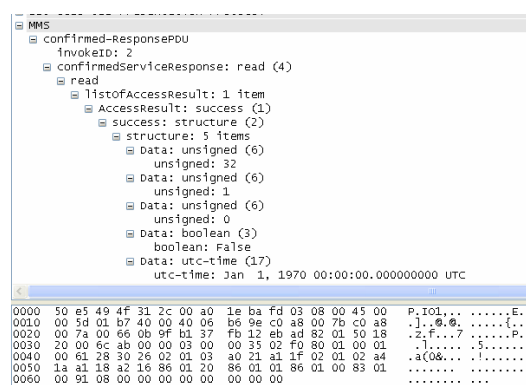 MMS
confirmed-ResponsePDU
invokeID: 2
confirmedServiceResponse: read (4)
read
listOfAccessResult: 1 item
AccessResult: success (1)
success: structure (2)
structure: 5 items
Data: unsigned (6)
unsigned: 32
Data: unsigned (6)
unsigned: 1
Data: unsigned (6)
unsigned: 0
Data: boolean (3)
boolean: False
Data: utc-time (17)
utc-time: Jan 1, 1970 00:00:00.000000000 UTC
0000 50 e5 49 4f 31 2c 00 a0 1e ba fd 03 08 00 45 00 P.IO1,.. ......E.
0010 00 5d 01 b7 40 00 40 06 b6 9e c0 a8 00 7b c0 a8 .]..@.@. .....{..
0020 00 7a 00 66 0b 9f b1 37 fb 12 eb ad 82 01 50 18 .z.f...7 ......P.
0030 20 00 6c ab 00 00 03 00 00 35 02 f0 80 01 00 01 .l..... .5......
0040 00 61 28 30 26 02 01 03 a0 21 a1 1f 02 01 02 a4 .a(0&... .!......
0050 1a a1 18 a2 16 86 01 20 86 01 01 86 01 00 83 01 ....... ........
0060 00 91 08 00 00 00 00 00 00 00 00 ........ ...